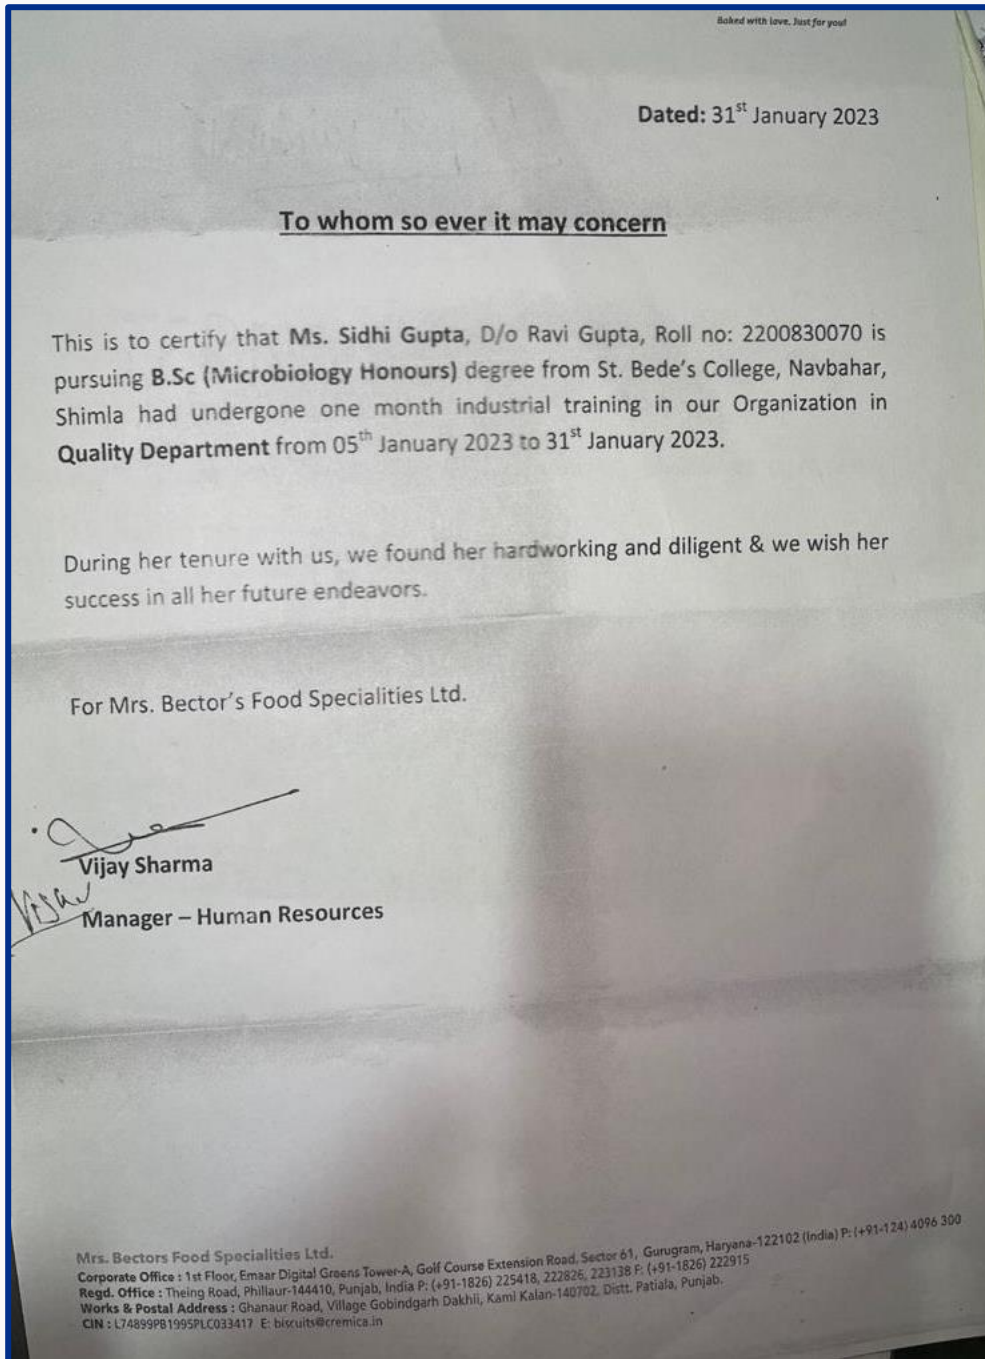 Baked with love. Just for you!
Dated: 31st January 2023
To whom so ever it may concern
This is to certify that Ms. Sidhi Gupta, D/o Ravi Gupta, Roll no: 2200830070 is
pursuing B.Sc (Microbiology Honours) degree from St. Bede's College, Navbahar,
Shimla had undergone one month industrial training in our Organization in
Quality Department from 05th January 2023 to 31st January 2023.
During her tenure with us, we found her hardworking and diligent & we wish her
success in all her future endeavors.
For Mrs. Bector's Food Specialities Ltd.
Vijay Sharma
Vijay
Manager – Human Resources
Mrs. Bectors Food Specialities Ltd.
Corporate Office : 1st Floor, Emaar Digital Greens Tower-A, Golf Course Extension Road, Sector 61, Gurugram, Haryana-122102 (India) P: (+91-124) 4096 300
Regd. Office : Theing Road, Phillaur-144410, Punjab, India P: (+91-1826) 225418, 222826, 223138 F: (+91-1826) 222915
Works & Postal Address : Ghanaur Road, Village Gobindgarh Dakhli, Kami Kalan-140702, Distt. Patiala, Punjab.
CIN : L74899PB1995PLC033417 E: biscuits@cremica.in